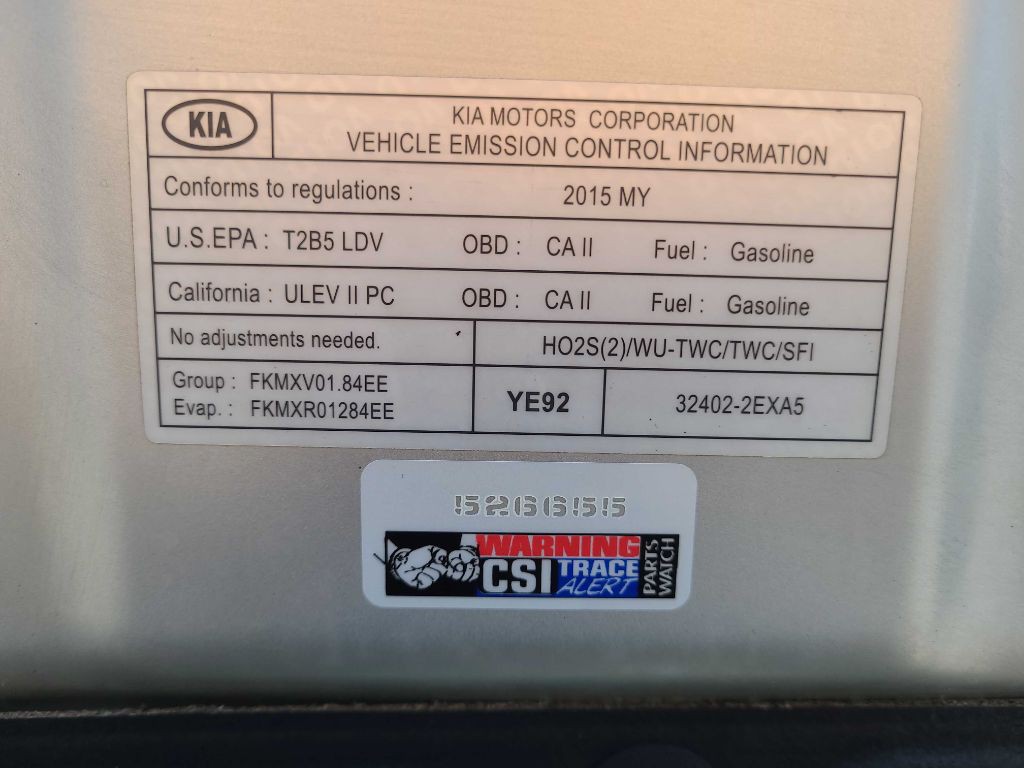 KIA
KIA MOTORS CORPORATION
VEHICLE EMISSION CONTROL INFORMATION
Conforms to regulations : 2015 MY
U.S.EPA : T2B5 LDV OBD : CA II Fuel : Gasoline
California : ULEV II PC OBD : CA II Fuel : Gasoline
No adjustments needed. HO2S(2)/WU-TWC/TWC/SFI
Group : FKMXV01.84EE
Evap. : FKMXR01284EE
YE92 32402-2EXA5
526655
WARNING
CSI TRACE
ALERT
PARTS
WATCH